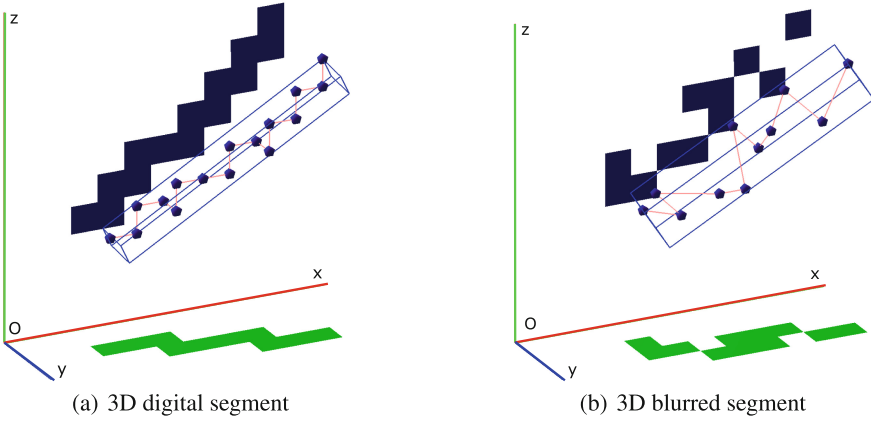 z
x
O
y
(a) 3D digital segment
z
x
O
y
(b) 3D blurred segment